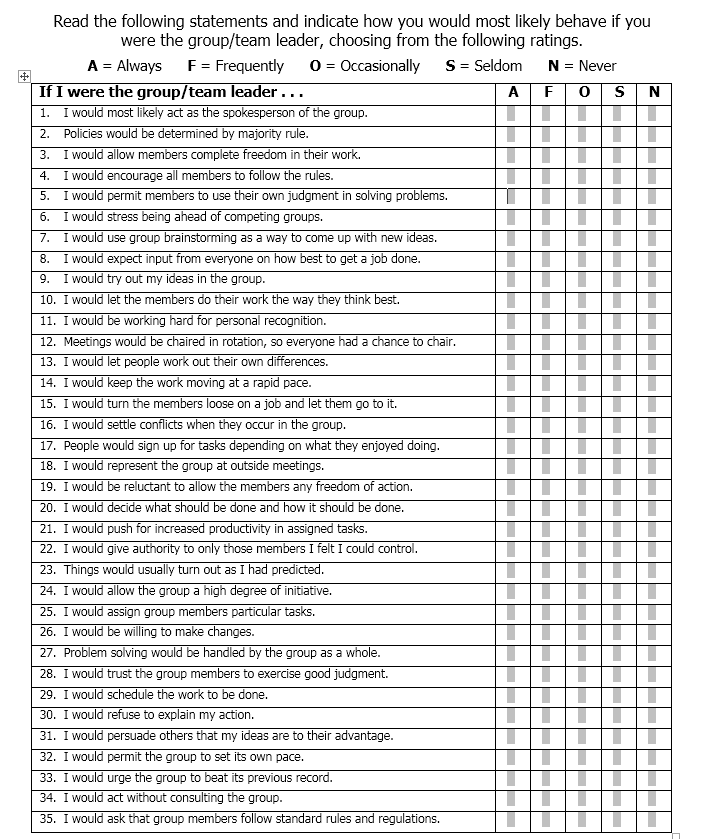 Read the following statements and indicate how you would most likely behave if you
were the group/team leader, choosing from the following ratings.
A = Always F = Frequently O = Occasionally S = Seldom N = Never
If I were the group/team leader . . . A F O S N
1. I would most likely act as the spokesperson of the group.
2. Policies would be determined by majority rule.
3. I would allow members complete freedom in their work.
4. I would encourage all members to follow the rules.
5. I would permit members to use their own judgment in solving problems.
6. I would stress being ahead of competing groups.
7. I would use group brainstorming as a way to come up with new ideas.
8. I would expect input from everyone on how best to get a job done.
9. I would try out my ideas in the group.
10. I would let the members do their work the way they think best.
11. I would be working hard for personal recognition.
12. Meetings would be chaired in rotation, so everyone had a chance to chair.
13. I would let people work out their own differences.
14. I would keep the work moving at a rapid pace.
15. I would turn the members loose on a job and let them go to it.
16. I would settle conflicts when they occur in the group.
17. People would sign up for tasks depending on what they enjoyed doing.
18. I would represent the group at outside meetings.
19. I would be reluctant to allow the members any freedom of action.
20. I would decide what should be done and how it should be done.
21. I would push for increased productivity in assigned tasks.
22. I would give authority to only those members I felt I could control.
23. Things would usually turn out as I had predicted.
24. I would allow the group a high degree of initiative.
25. I would assign group members particular tasks.
26. I would be willing to make changes.
27. Problem solving would be handled by the group as a whole.
28. I would trust the group members to exercise good judgment.
29. I would schedule the work to be done.
30. I would refuse to explain my action.
31. I would persuade others that my ideas are to their advantage.
32. I would permit the group to set its own pace.
33. I would urge the group to beat its previous record.
34. I would act without consulting the group.
35. I would ask that group members follow standard rules and regulations.